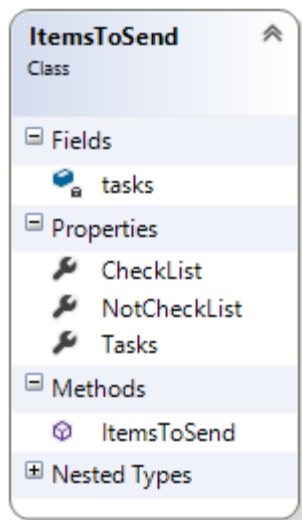 ItemsToSend
Class
Fields
tasks
Properties
CheckList
NotCheckList
Tasks
Methods
ItemsToSend
Nested Types